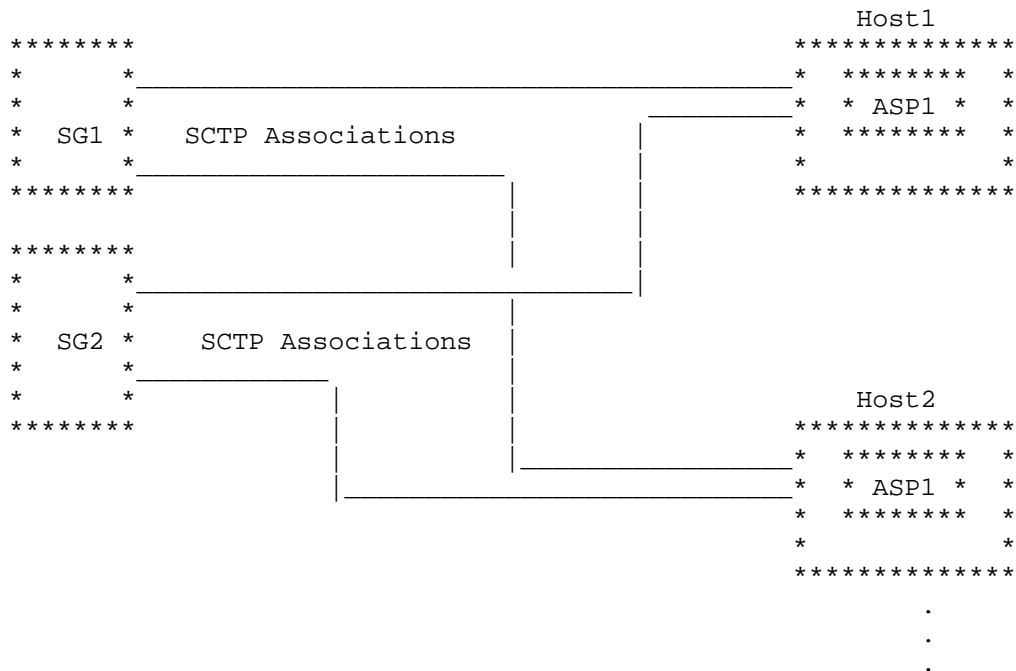 Host1
ASP1
SG1 SCTP Associations
SG2 SCTP Associations
Host2
ASP1